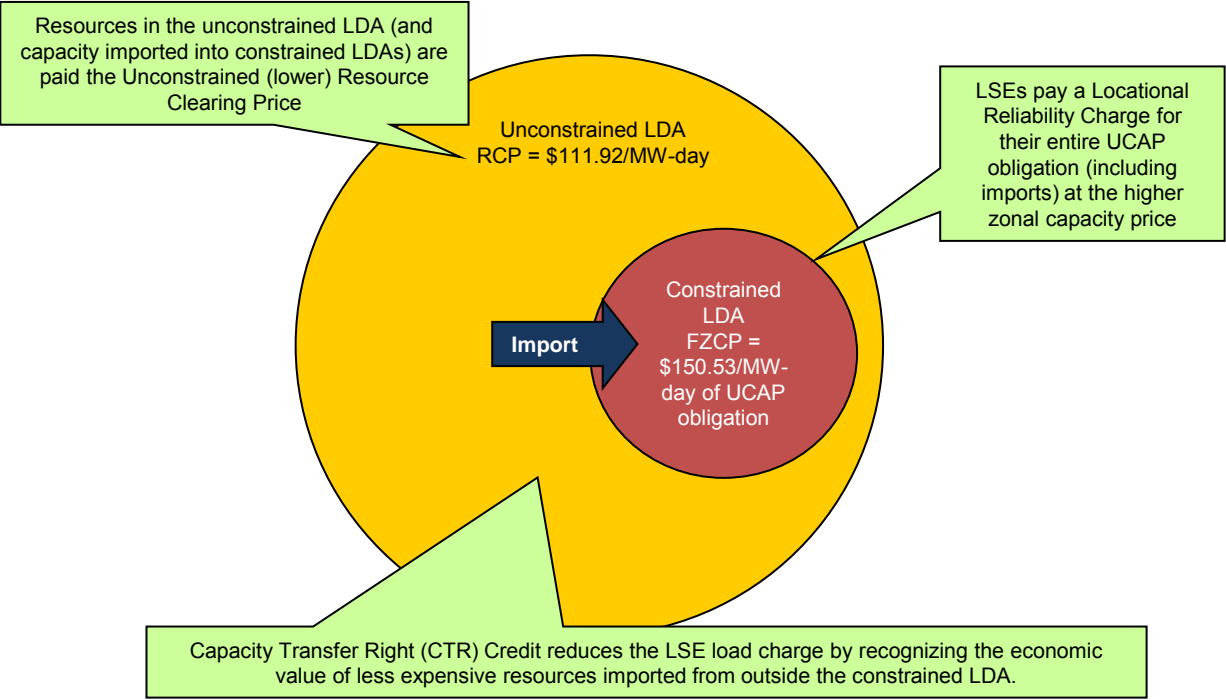 Resources in the unconstrained LDA (and
capacity imported into constrained LDAs) are
paid the Unconstrained (lower) Resource
Clearing Price
LSEs pay a Locational
Reliability Charge for
their entire UCAP
obligation (including
imports) at the higher
zonal capacity price
Unconstrained LDA
RCP = $111.92/MW-day
Constrained
LDA
FZCP =
$150.53/MW-
day of UCAP
obligation
Import
Capacity Transfer Right (CTR) Credit reduces the LSE load charge by recognizing the economic
value of less expensive resources imported from outside the constrained LDA.